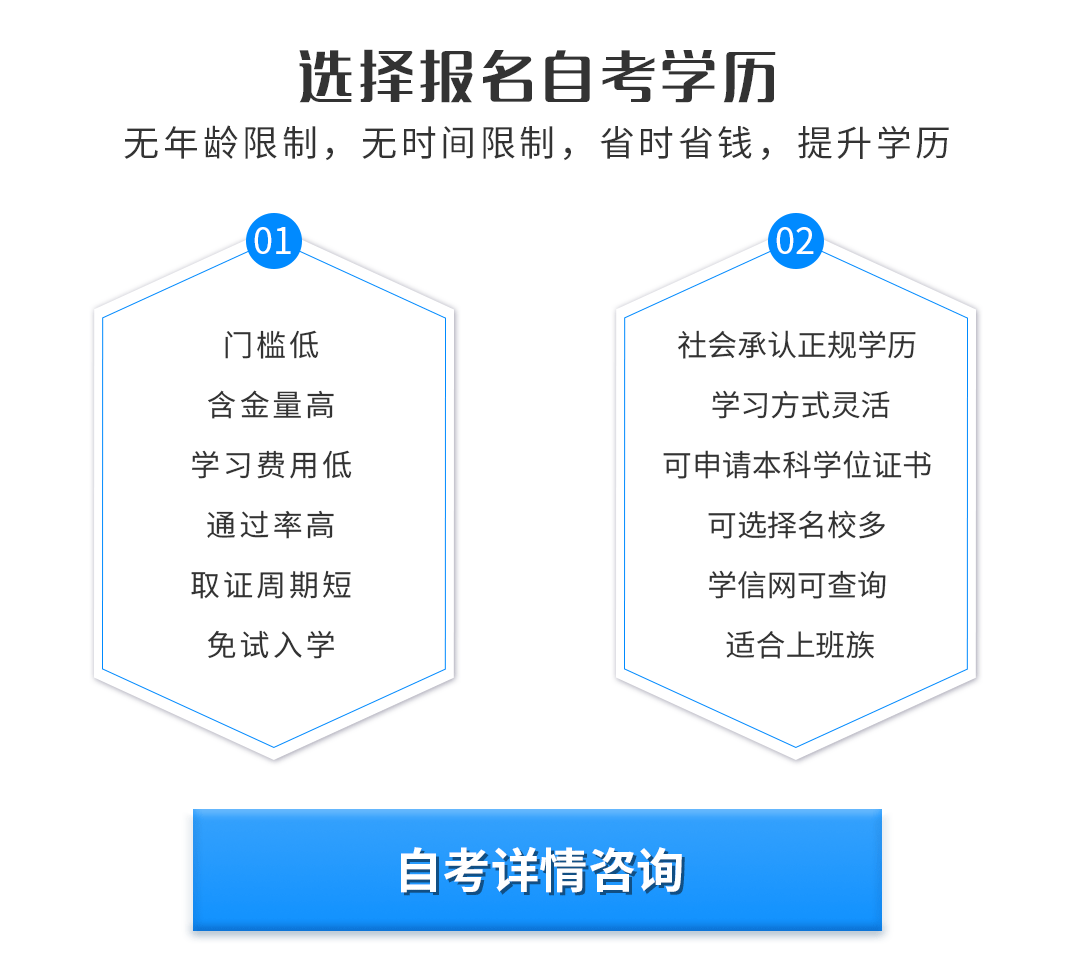 选择报名自考学历
无年龄限制，无时间限制，省时省钱，提升学历
01
门槛低
含金量高
学习费用低
通过率高
取证周期短
免试入学
02
社会承认正规学历
学习方式灵活
可申请本科学位证书
可选择名校多
学信网可查询
适合上班族
自考详情咨询